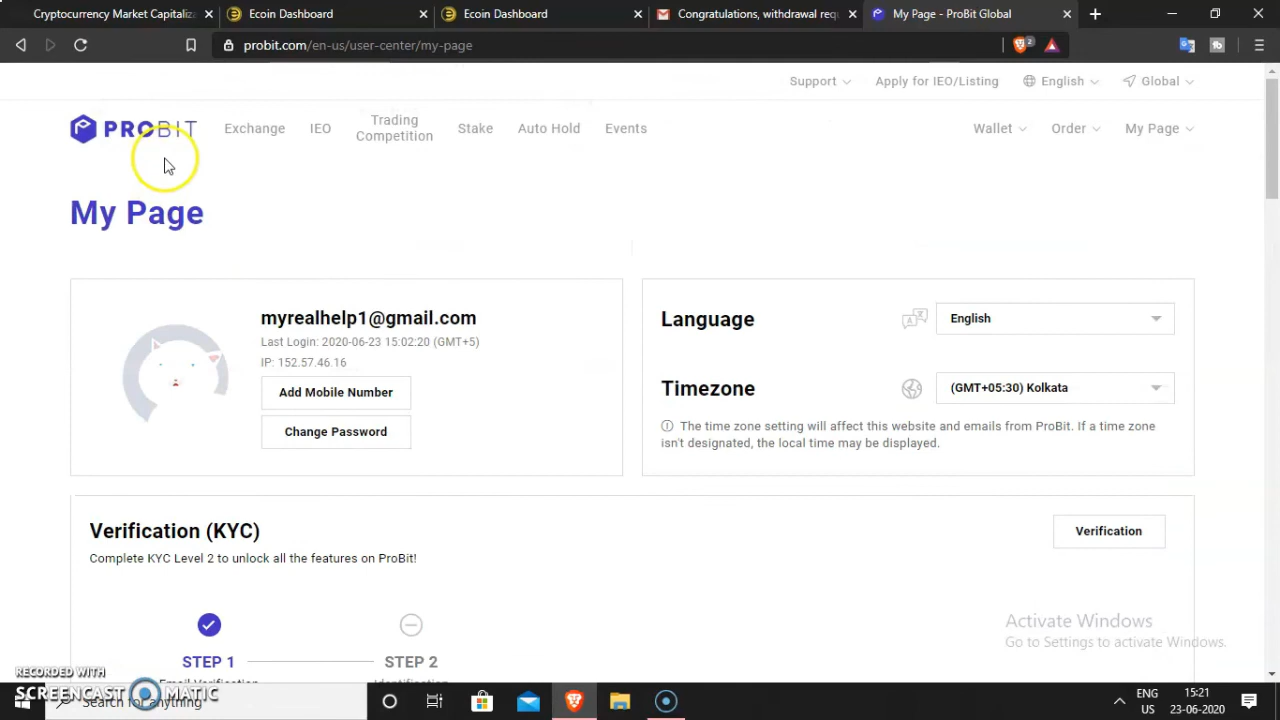 Cryptocurrency Market Capitaliz
Ecoin Dashboard
Ecoin Dashboard
Congratulations, withdrawal requ
My Page - ProBit Global
probit.com/en-us/user-center/my-page
2
Support
Apply for IEO/Listing
English
Global
PROBIT
Exchange
IEO
Trading
Competition
Stake
Auto Hold
Events
Wallet
Order
My Page
My Page
myrealhelp1@gmail.com
Last Login: 2020-06-23 15:02:20 (GMT+5)
IP: 152.57.46.16
Add Mobile Number
Change Password
Language
English
Timezone
(GMT+05:30) Kolkata
The time zone setting will affect this website and emails from ProBit. If a time zone
isn't designated, the local time may be displayed.
Verification (KYC)
Verification
Complete KYC Level 2 to unlock all the features on ProBit!
STEP 1
STEP 2
Activate Windows
Go to Settings to activate Windows.
RECORDED WITH
SCREENCAST MATIC
Search for anything
ENG
US
15:21
23-06-2020